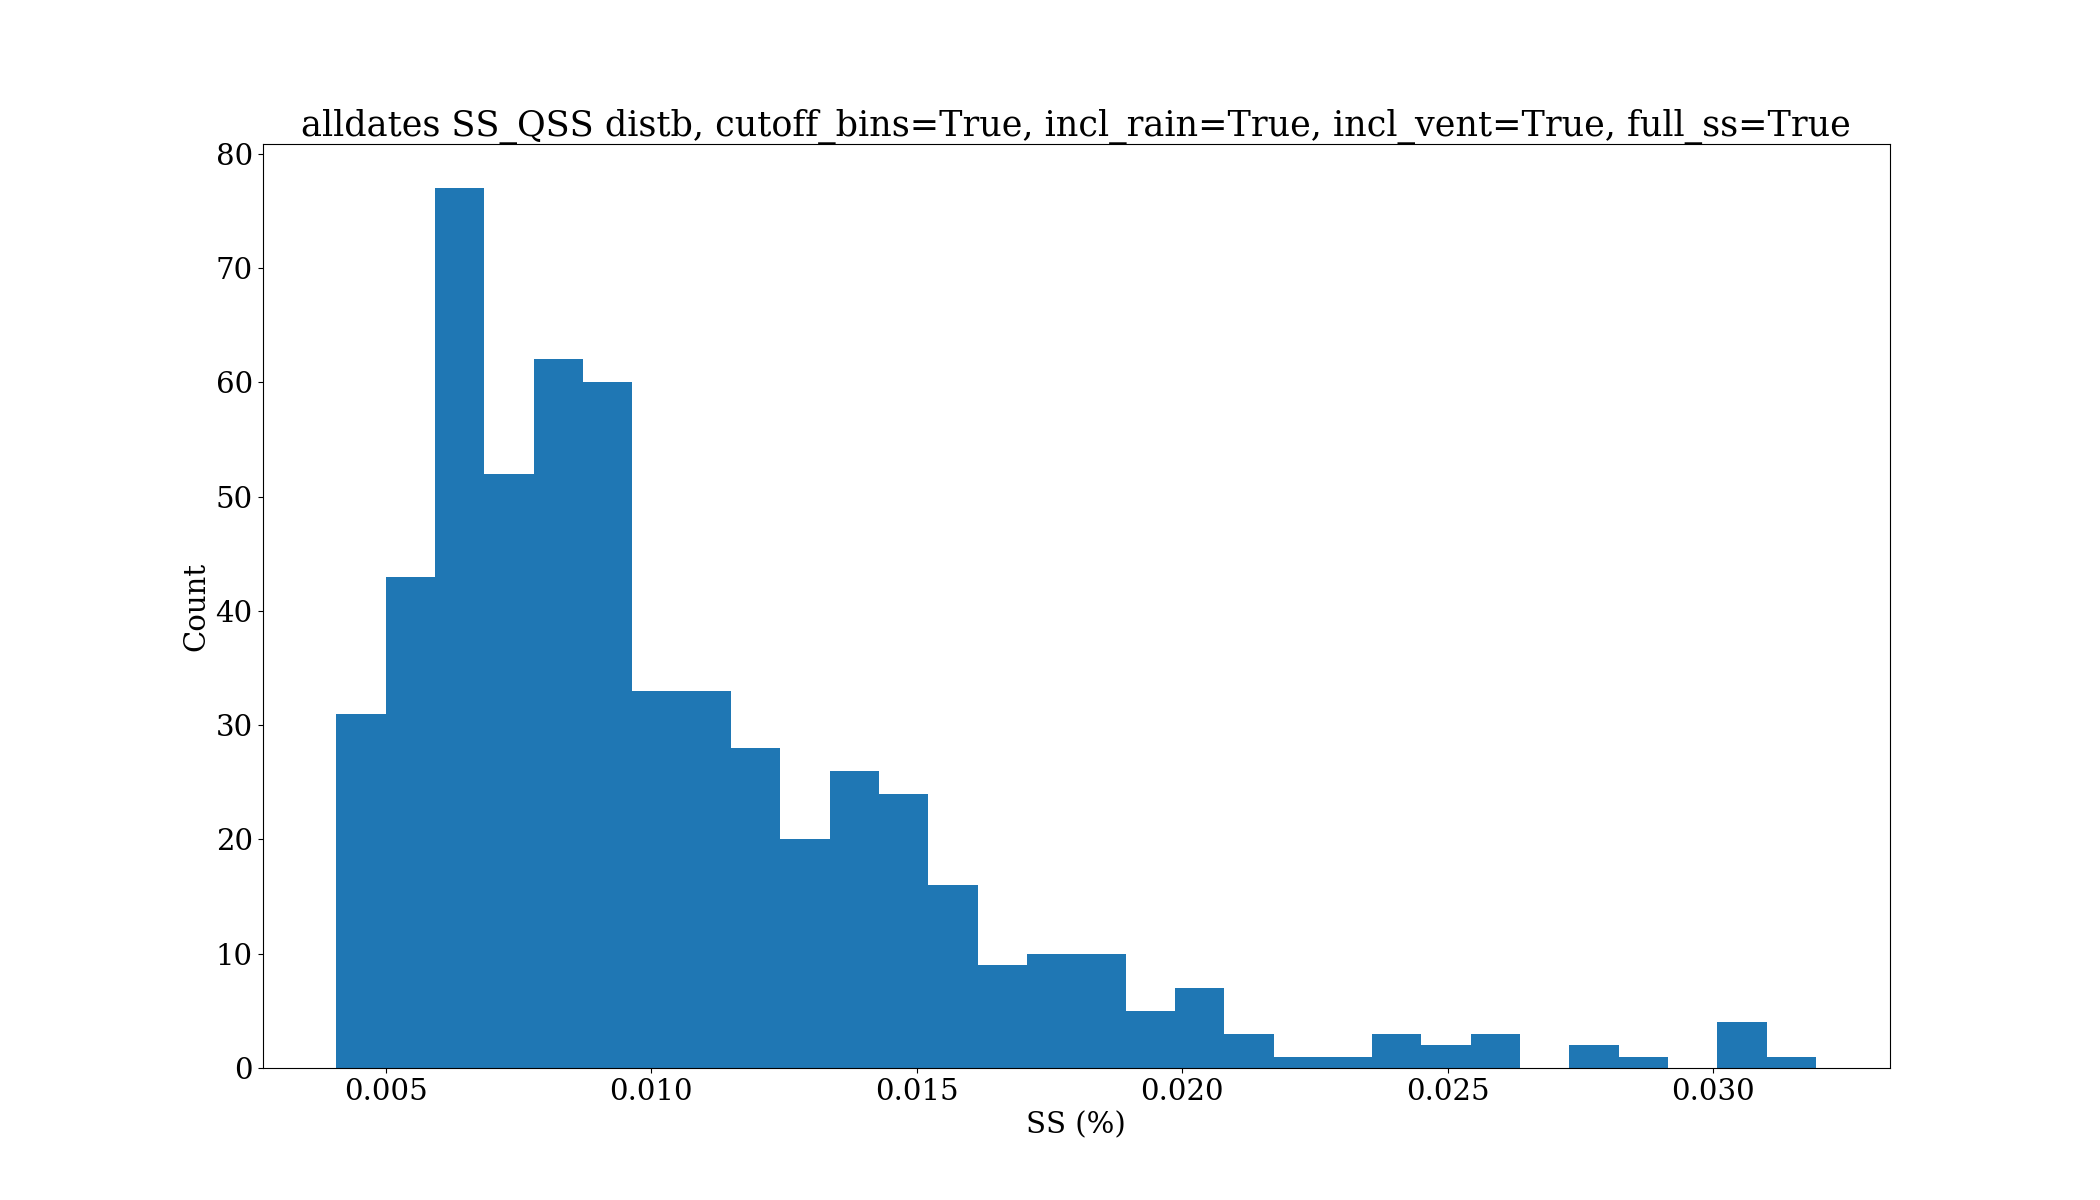 alldates SS_QSS distb, cutoff_bins=True, incl_rain=True, incl_vent=True, full_ss=True
80
70
60
50
40
30
20
10
0
Count
0.005 0.010 0.015 0.020 0.025 0.030
SS (%)